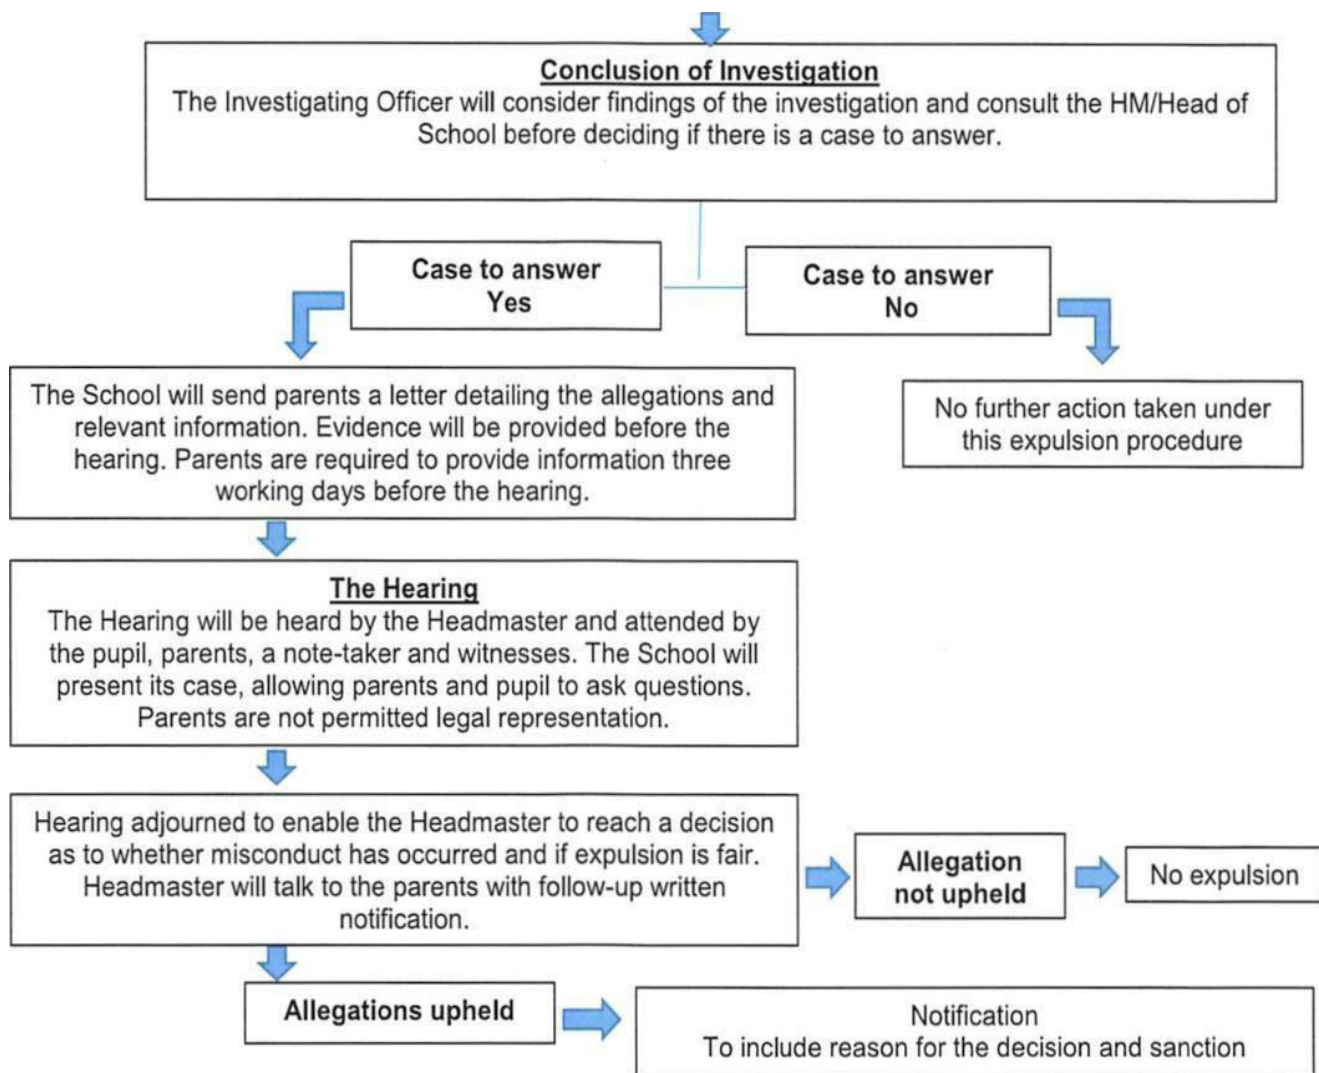 Conclusion of Investigation
The Investigating Officer will consider findings of the investigation and consult the HM/Head of
School before deciding if there is a case to answer.
Case to answer
Yes
Case to answer
No
The School will send parents a letter detailing the allegations and
relevant information. Evidence will be provided before the
hearing. Parents are required to provide information three
working days before the hearing.
No further action taken under
this expulsion procedure
The Hearing
The Hearing will be heard by the Headmaster and attended by
the pupil, parents, a note-taker and witnesses. The School will
present its case, allowing parents and pupil to ask questions.
Parents are not permitted legal representation.
Hearing adjourned to enable the Headmaster to reach a decision
as to whether misconduct has occurred and if expulsion is fair.
Headmaster will talk to the parents with follow-up written
notification.
Allegation
not upheld
No expulsion
Allegations upheld
Notification
To include reason for the decision and sanction